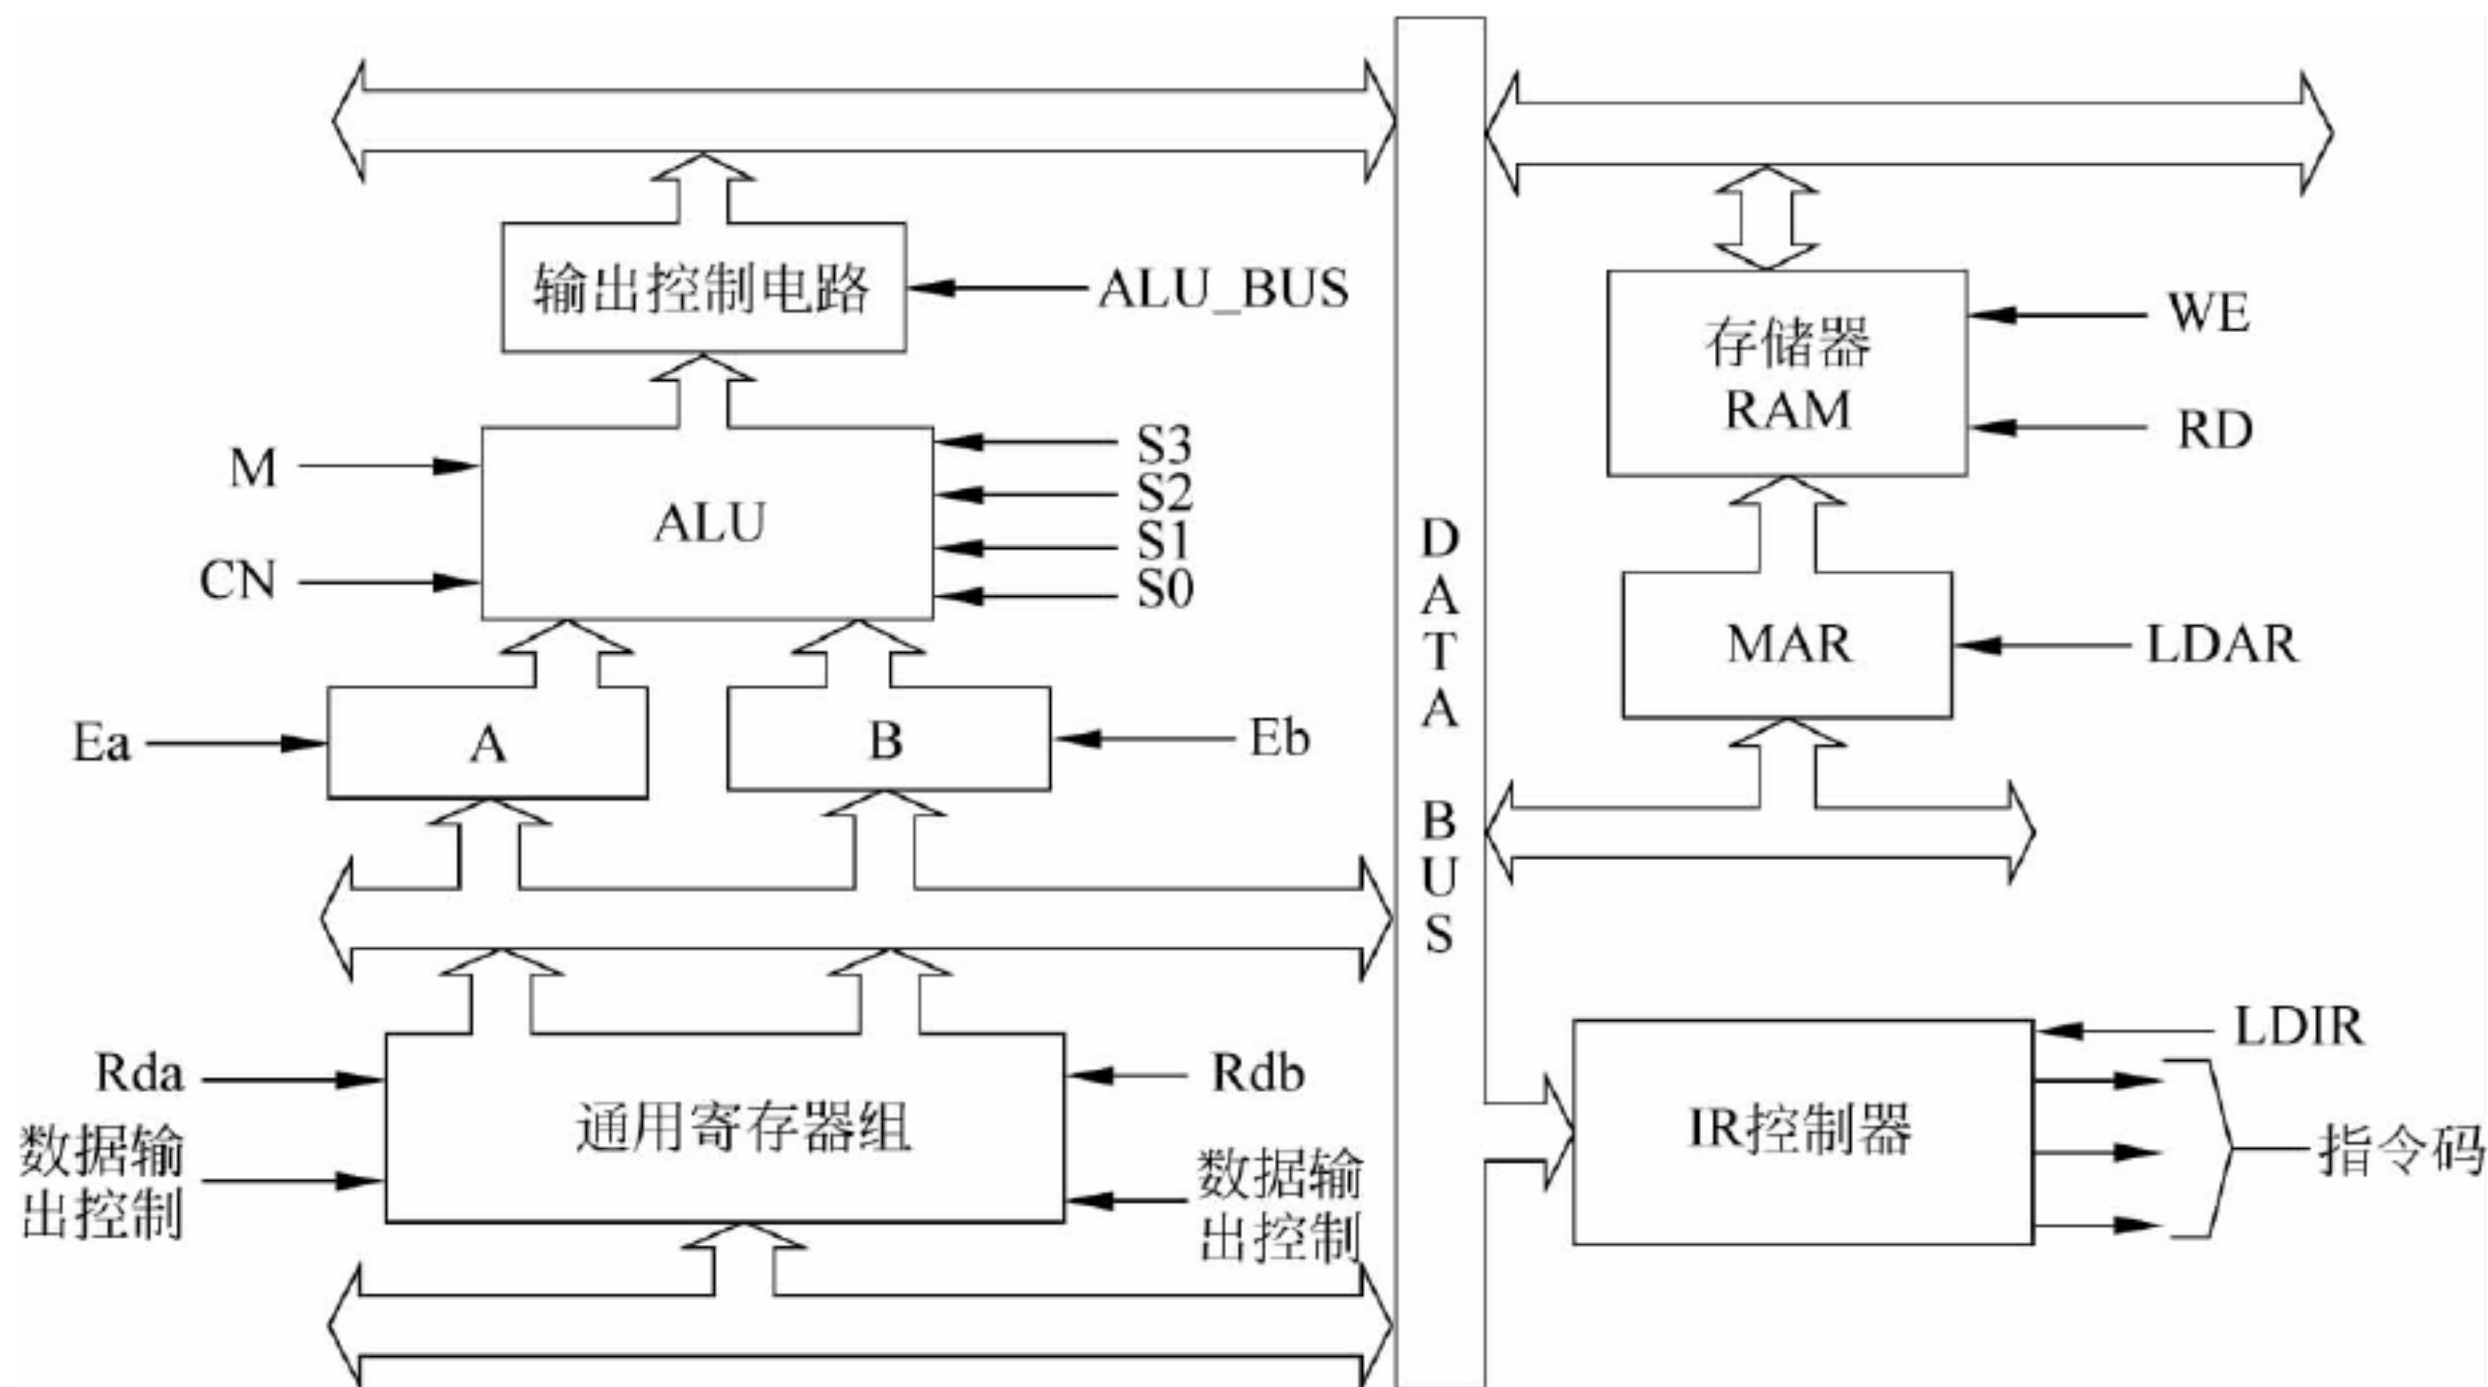 输出控制电路
ALU_BUS
M
CN
ALU
S3
S2
S1
S0
Ea
A
B
Eb
Rda
数据输
出控制
通用寄存器组
Rdb
数据输
出控制
DATA BUS
存储器
RAM
WE
RD
MAR
LDAR
IR控制器
LDIR
指令码